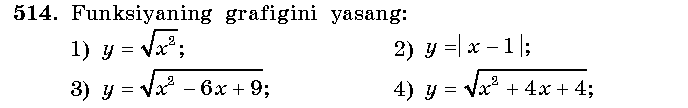 514. Funksiyaning grafigini yasang:
1) y = √x²; 2) y =| x − 1 |;
3) y = √x² − 6x + 9; 4) y = √x² + 4x + 4;